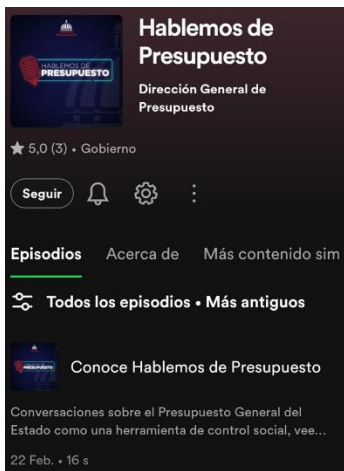 HABLEMOS DE
PRESUPUESTO
Hablemos de
Presupuesto
Dirección General de
Presupuesto
5,0 (3) • Gobierno
Seguir
Episodios Acerca de Más contenido sim
Todos los episodios • Más antiguos
PRESUPUESTO
Conoce Hablemos de Presupuesto
Conversaciones sobre el Presupuesto General del
Estado como una herramienta de control social, vee...
22 Feb. • 16 s